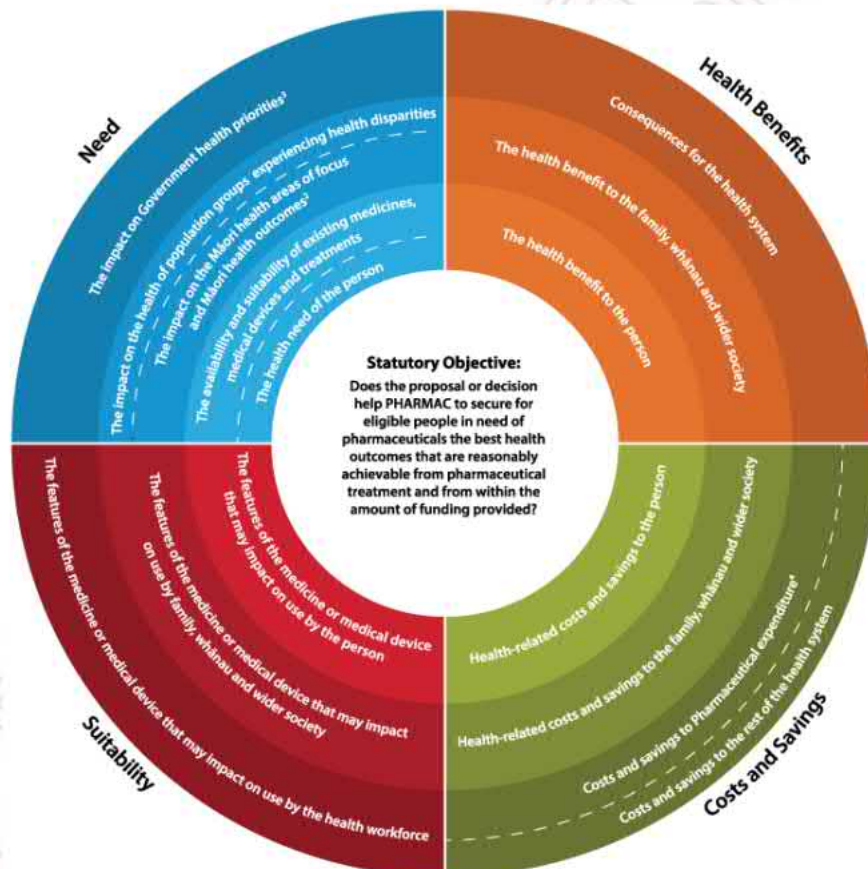 Need
The impact on Government health priorities³
The impact on the health of population groups experiencing health disparities
The impact on the Māori health areas of focus
and Māori health outcomes³
The availability and suitability of existing medicines,
medical devices and treatments
The health need of the person
Health Benefits
Consequences for the health system
The health benefit to the family, whānau and wider society
The health benefit to the person
Statutory Objective:
Does the proposal or decision
help PHARMAC to secure for
eligible people in need of
pharmaceuticals the best health
outcomes that are reasonably
achievable from pharmaceutical
treatment and from within the
amount of funding provided?
The features of the medicine or medical device
that may impact on use by the person
The features of the medicine or medical device that may impact
on use by family, whānau and wider society
The features of the medicine or medical device that may impact on use by the health workforce
Suitability
Health-related costs and savings to the person
Health-related costs and savings to the family, whānau and wider society
Costs and savings to Pharmaceutical expenditure⁴
Costs and savings to the rest of the health system
Costs and Savings